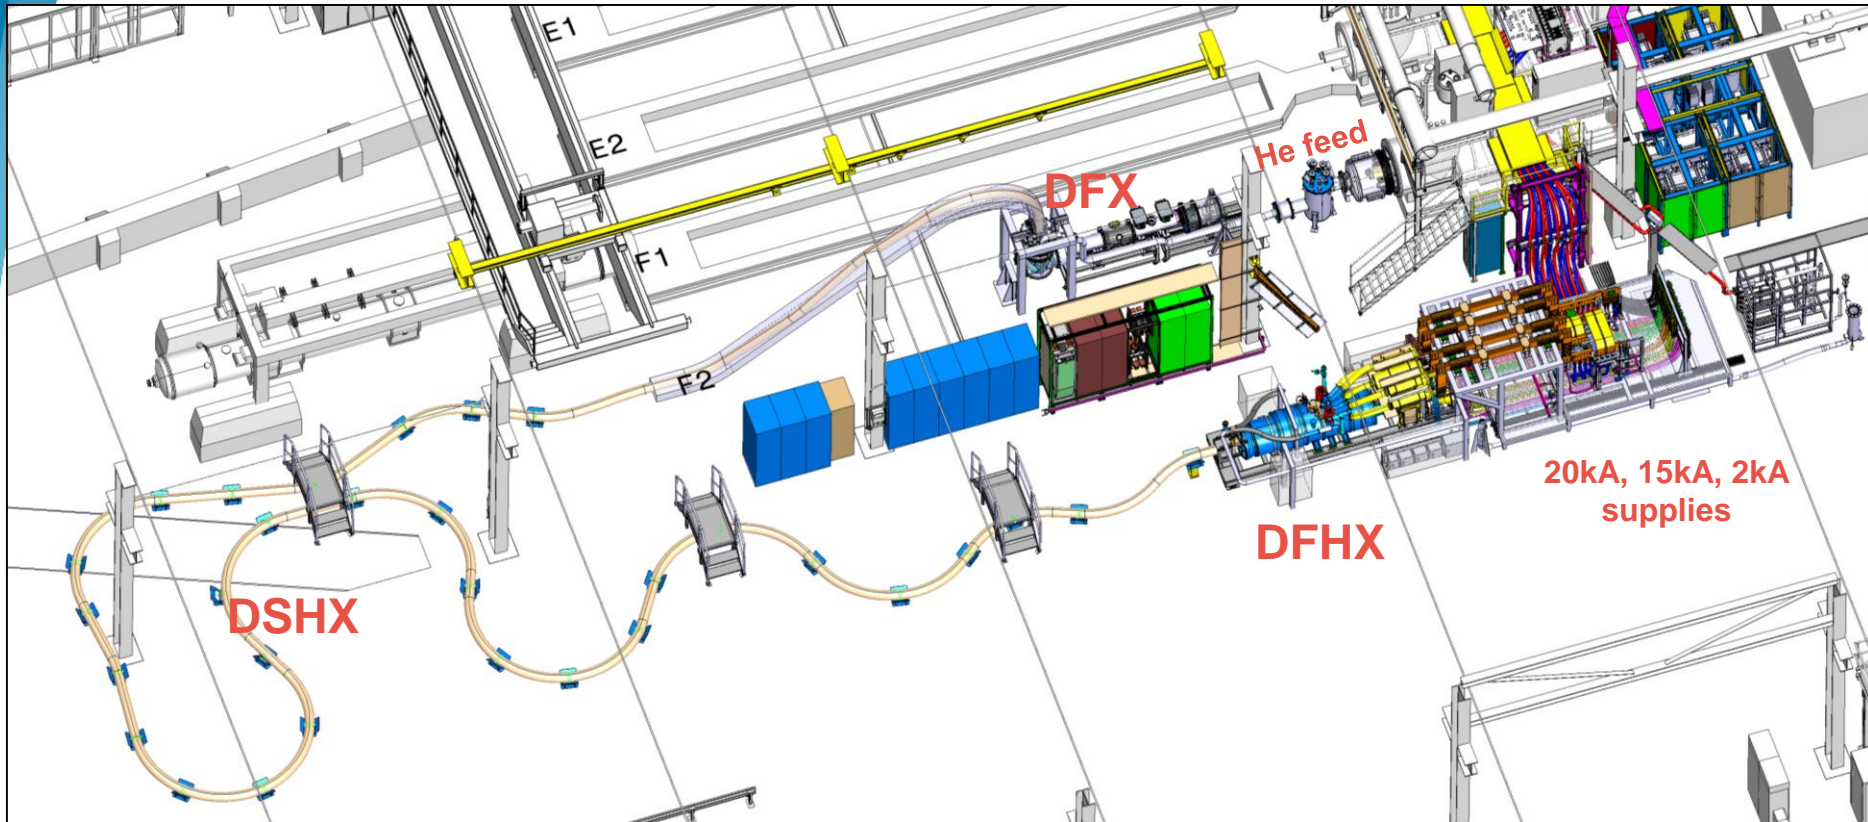 E1
E2
He feed
DFX
F1
F2
20kA, 15kA, 2kA
supplies
DFHX
DSHX